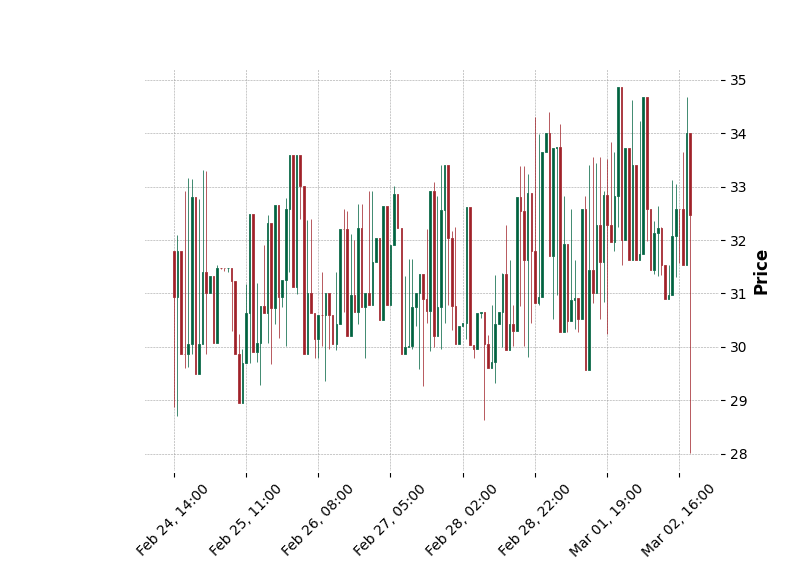 35
34
33
32
31
30
29
28
Price
Feb 24, 14:00
Feb 25, 11:00
Feb 26, 08:00
Feb 27, 05:00
Feb 28, 02:00
Feb 28, 22:00
Mar 01, 19:00
Mar 02, 16:00